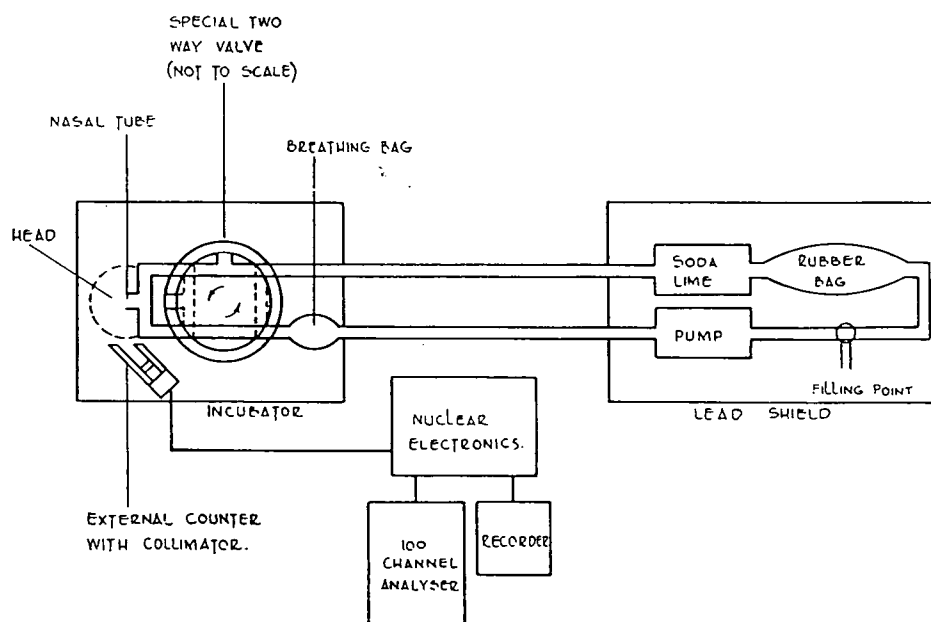 SPECIAL TWO
WAY VALVE
(NOT TO SCALE)
NASAL TUBE
BREATHING BAG
HEAD
SODA
LIME
RUBBER
BAG
PUMP
FILLING POINT
INCUBATOR
LEAD SHIELD
NUCLEAR
ELECTRONICS.
EXTERNAL COUNTER
WITH COLLIMATOR.
100
CHANNEL
ANALYSER
RECORDER